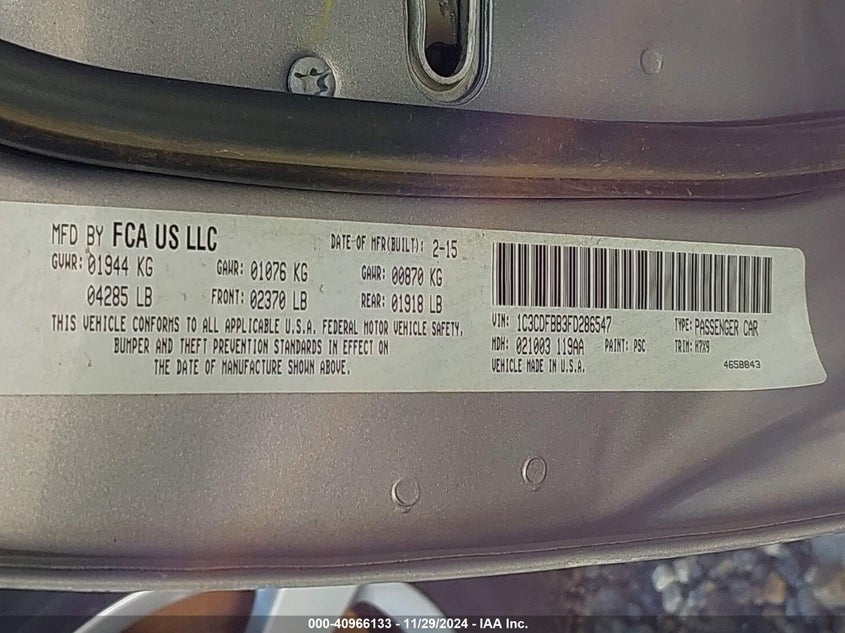 MFD BY FCA US LLC DATE OF MFR(BUILT): 2-15
GVWR: 01944 KG GAWR: 01076 KG GAWR: 00870 KG
04285 LB FRONT: 02370 LB REAR: 01918 LB
THIS VEHICLE CONFORMS TO ALL APPLICABLE U.S.A. FEDERAL MOTOR VEHICLE SAFETY,
BUMPER AND THEFT PREVENTION STANDARDS IN EFFECT ON
THE DATE OF MANUFACTURE SHOWN ABOVE.
VIN: 1C3CDFBB3FD286547 TYPE: PASSENGER CAR
MDH: 021003 119AA PAINT: PSC TRIM: H7X9
VEHICLE MADE IN U.S.A. 4658843
000-40966133 - 11/29/2024 - IAA Inc.